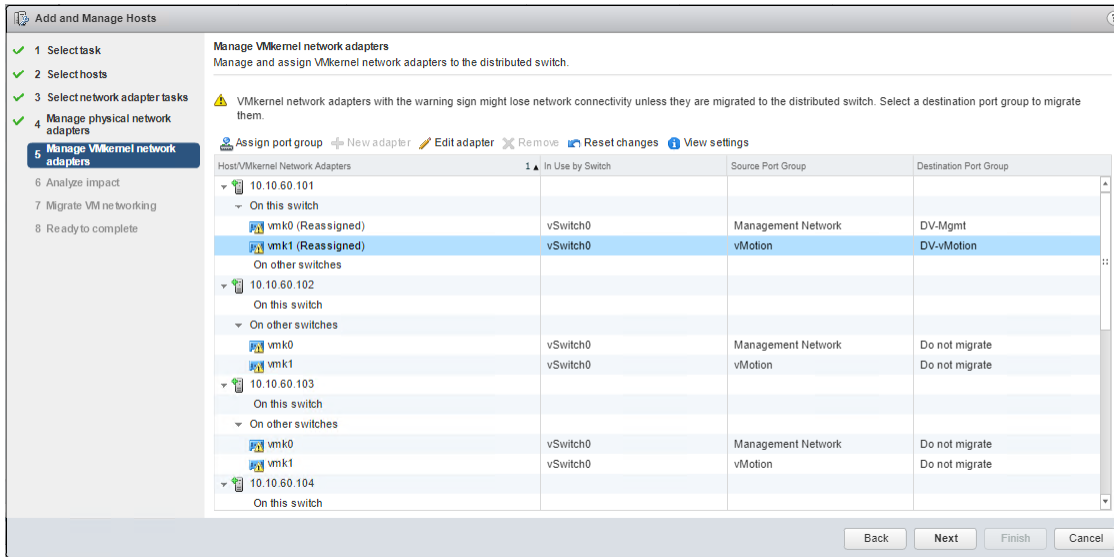 Add and Manage Hosts
1 Select task
2 Select hosts
3 Select network adapter tasks
4 Manage physical network
adapters
5 Manage VMkernel network
adapters
6 Analyze impact
7 Migrate VM networking
8 Ready to complete
Manage VMkernel network adapters
Manage and assign VMkernel network adapters to the distributed switch.
VMkernel network adapters with the warning sign might lose network connectivity unless they are migrated to the distributed switch. Select a destination port group to migrate
them.
Assign port group New adapter Edit adapter Remove Reset changes View settings
Host/VMkernel Network Adapters 1 ▲ In Use by Switch Source Port Group Destination Port Group
10.10.60.101
On this switch
vmk0 (Reassigned) vSwitch0 Management Network DV-Mgmt
vmk1 (Reassigned) vSwitch0 vMotion DV-vMotion
On other switches
10.10.60.102
On this switch
On other switches
vmk0 vSwitch0 Management Network Do not migrate
vmk1 vSwitch0 vMotion Do not migrate
10.10.60.103
On this switch
On other switches
vmk0 vSwitch0 Management Network Do not migrate
vmk1 vSwitch0 vMotion Do not migrate
10.10.60.104
On this switch
Back Next Finish Cancel